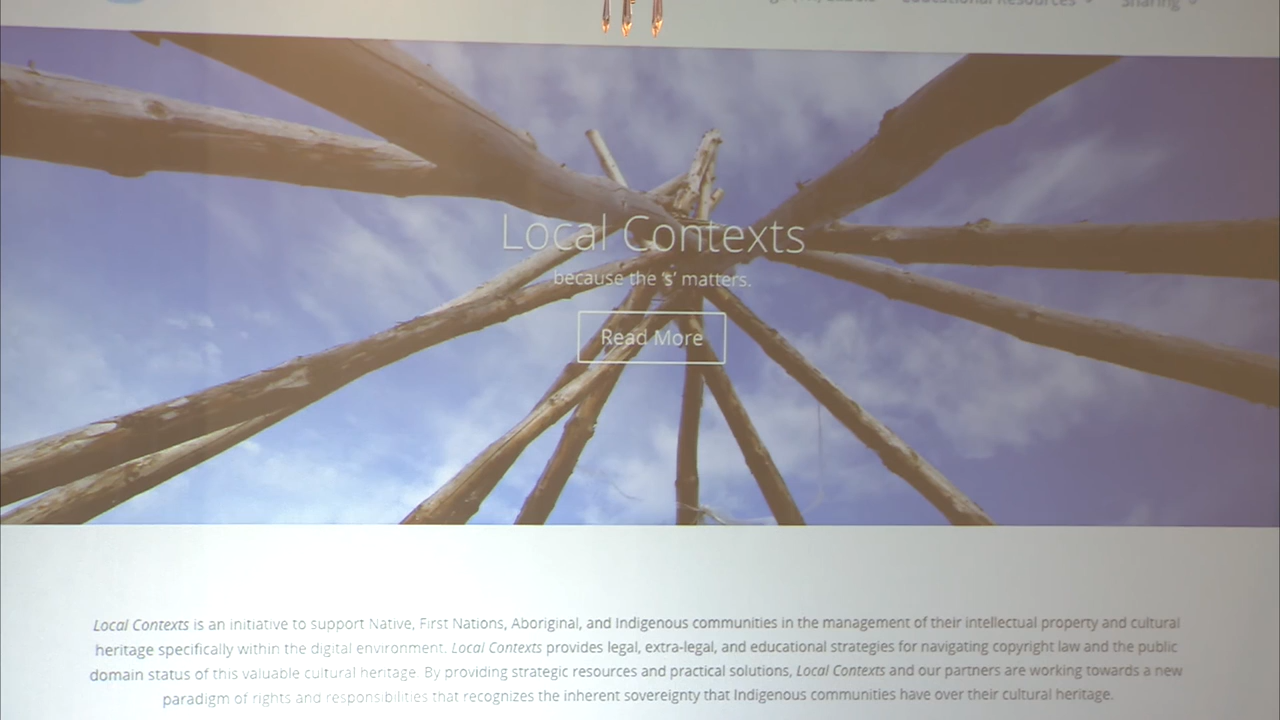 Educational Resources
Sharing
Local Contexts
because the 's' matters.
Read More
Local Contexts is an initiative to support Native, First Nations, Aboriginal, and Indigenous communities in the management of their intellectual property and cultural
heritage specifically within the digital environment. Local Contexts provides legal, extra-legal, and educational strategies for navigating copyright law and the public
domain status of this valuable cultural heritage. By providing strategic resources and practical solutions, Local Contexts and our partners are working towards a new
paradigm of rights and responsibilities that recognizes the inherent sovereignty that Indigenous communities have over their cultural heritage.